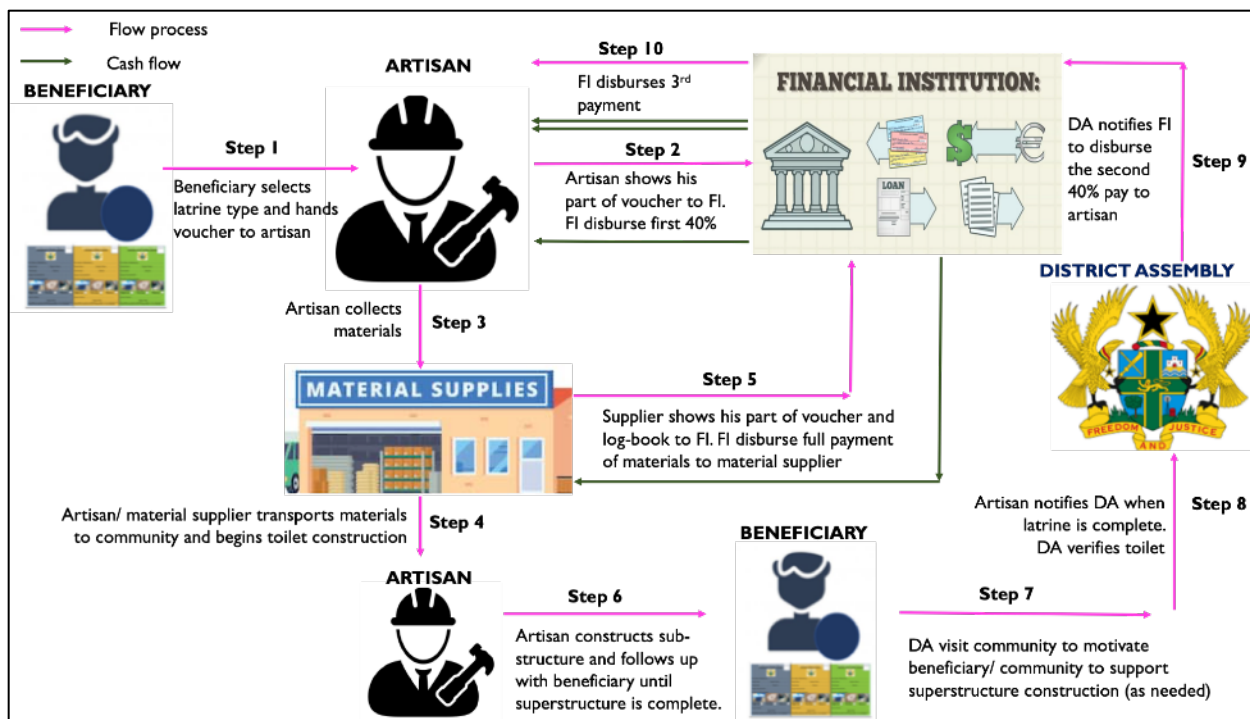 Flow process
Cash flow
BENEFICIARY
Step 1
Beneficiary selects
latrine type and hands
voucher to artisan
ARTISAN
Step 10
FI disburses 3rd
payment
Step 2
Artisan shows his
part of voucher to FI.
FI disburse first 40%
FINANCIAL INSTITUTION:
LOAN
DA notifies FI
to disburse
the second
40% pay to
artisan
Step 9
DISTRICT ASSEMBLY
FREEDOM AND JUSTICE
Artisan collects
materials
Step 3
MATERIAL SUPPLIES
Step 5
Supplier shows his part of voucher and
log-book to FI. FI disburse full payment
of materials to material supplier
Artisan/ material supplier transports materials
to community and begins toilet construction
Step 4
ARTISAN
Step 6
Artisan constructs sub-
structure and follows up
with beneficiary until
superstructure is complete.
BENEFICIARY
Step 7
DA visit community to motivate
beneficiary/ community to support
superstructure construction (as needed)
Artisan notifies DA when
latrine is complete.
DA verifies toilet
Step 8